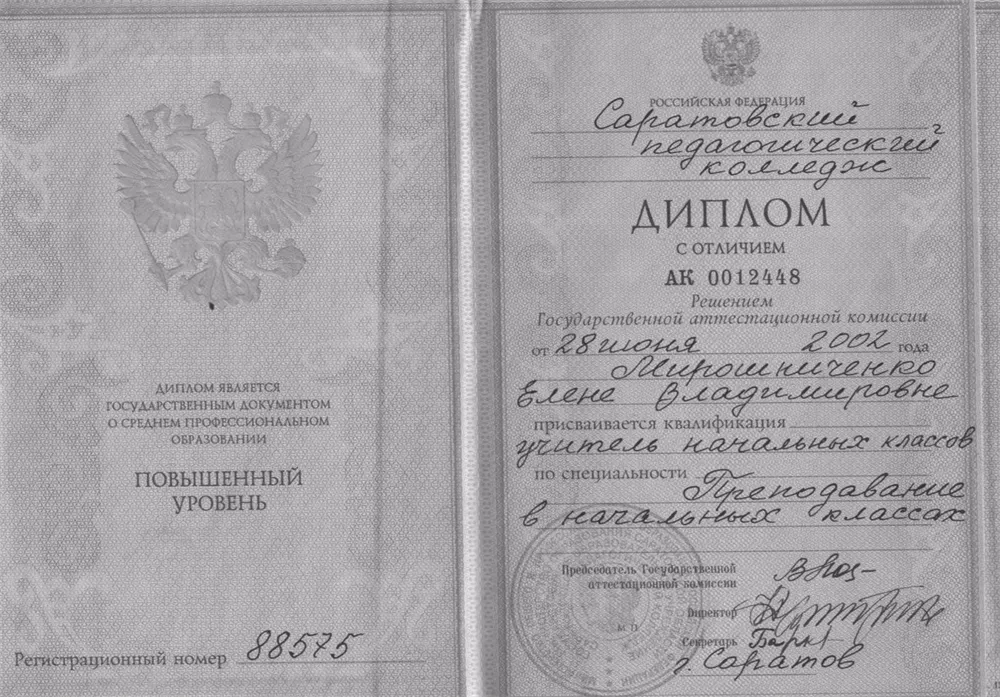 ДИПЛОМ ЯВЛЯЕТСЯ
ГОСУДАРСТВЕННЫМ ДОКУМЕНТОМ
О СРЕДНЕМ ПРОФЕССИОНАЛЬНОМ
ОБРАЗОВАНИИ
ПОВЫШЕННЫЙ
УРОВЕНЬ
Регистрационный номер 88575
РОССИЙСКАЯ ФЕДЕРАЦИЯ
Саратовский
педагогический
колледж
ДИПЛОМ
С ОТЛИЧИЕМ
АК 0012448
Решением
Государственной аттестационной комиссии
от 28 июня 2002 года
Мирошниченко
Елене Владимировне
присваивается квалификация
учитель начальных классов
по специальности
Преподавание
в начальных классах
Председатель Государственной
аттестационной комиссии
Директор
М П
Секретарь
г. Саратов